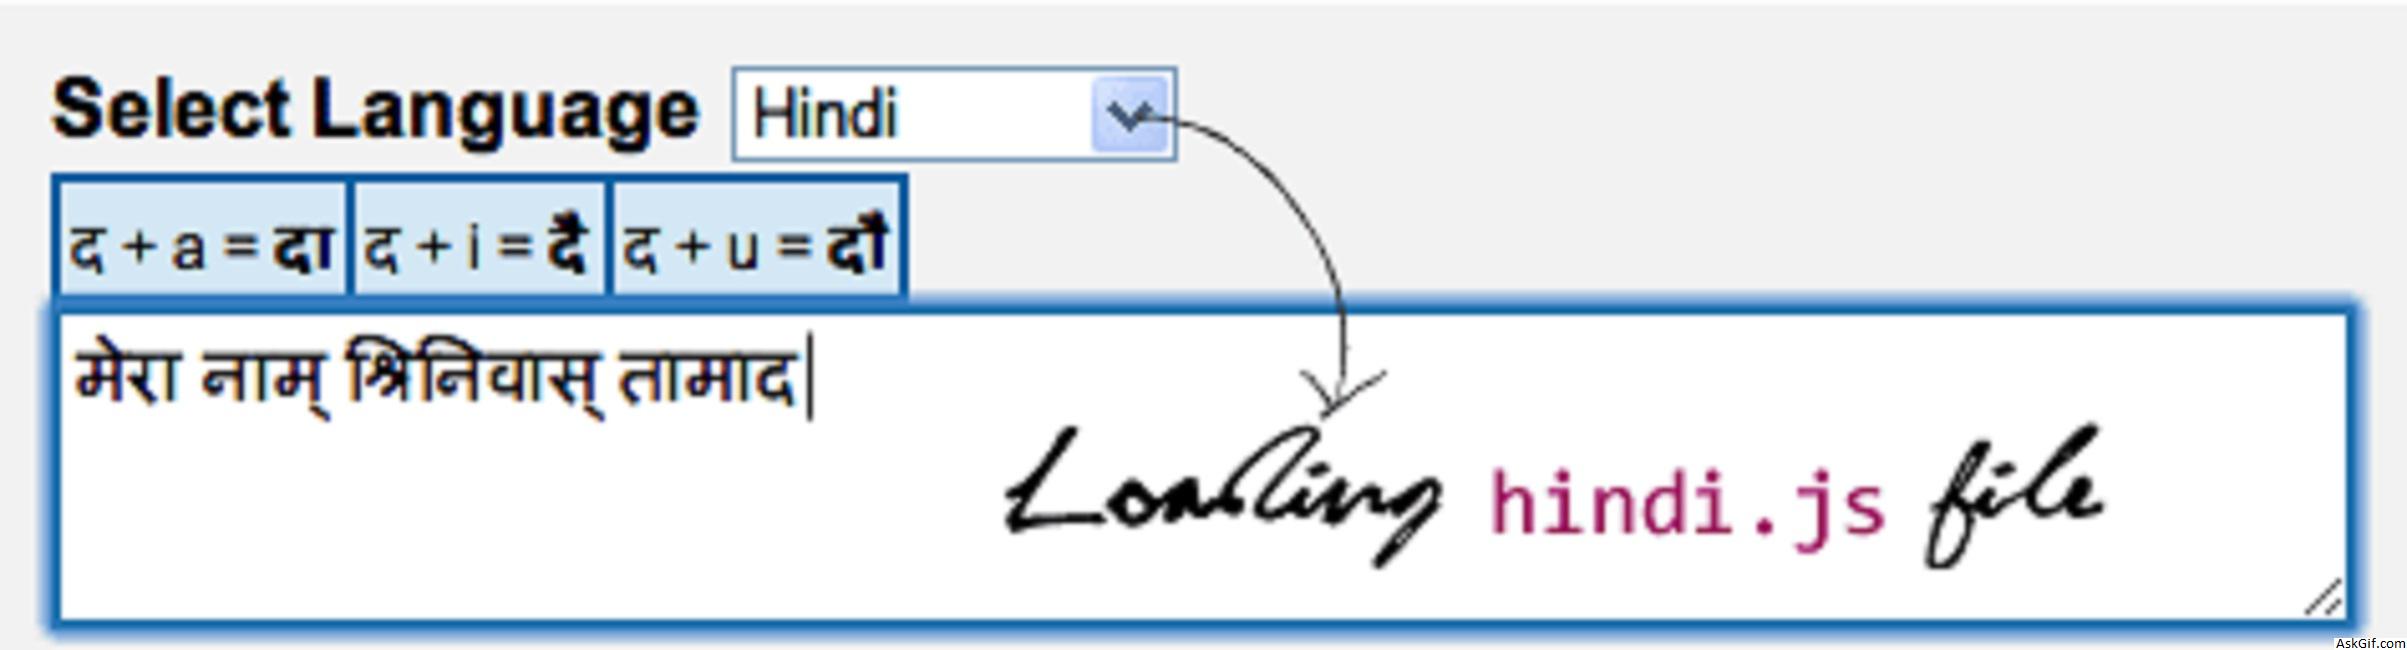 Select Language Hindi
द + a = दा द + i = दै द + u = दौ
मेरा नाम् श्रिनिवास् तामाद
Loading hindi.js file
AskGif.com